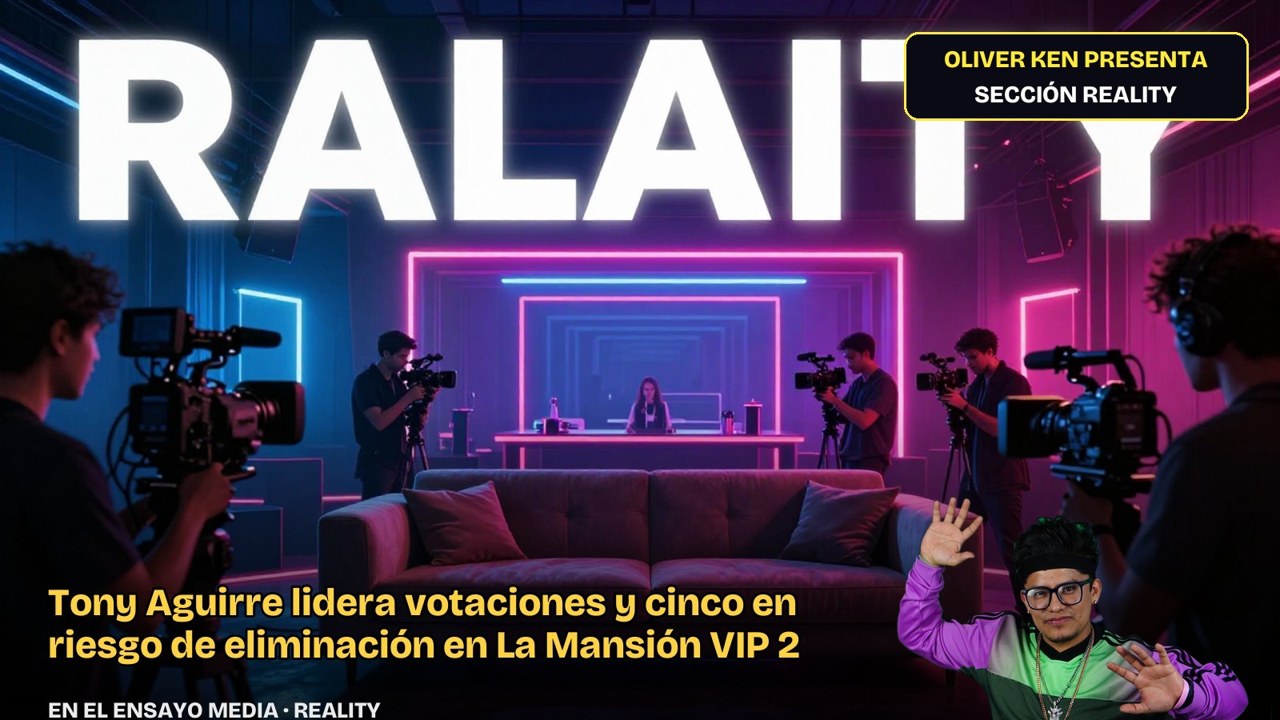 RALAITY
OLIVER KEN PRESENTA
SECCIÓN REALITY
Tony Aguirre lidera votaciones y cinco en
riesgo de eliminación en La Mansión VIP 2
EN EL ENSAYO MEDIA · REALITY